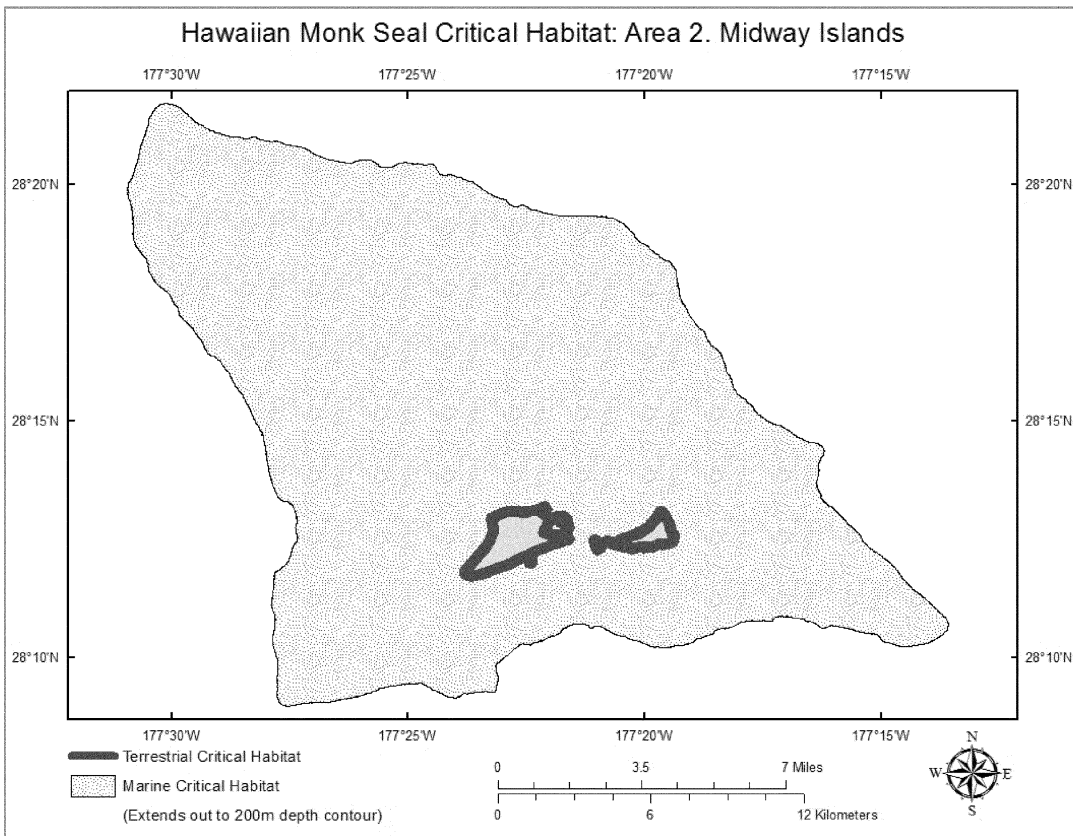 Hawaiian Monk Seal Critical Habitat: Area 2. Midway Islands
177°30'W 177°25'W 177°20'W 177°15'W
28°20'N 28°20'N
28°15'N 28°15'N
28°10'N 28°10'N
177°30'W 177°25'W 177°20'W 177°15'W
Terrestrial Critical Habitat
Marine Critical Habitat
(Extends out to 200m depth contour)
0 3.5 7 Miles
0 6 12 Kilometers
N
W E
S